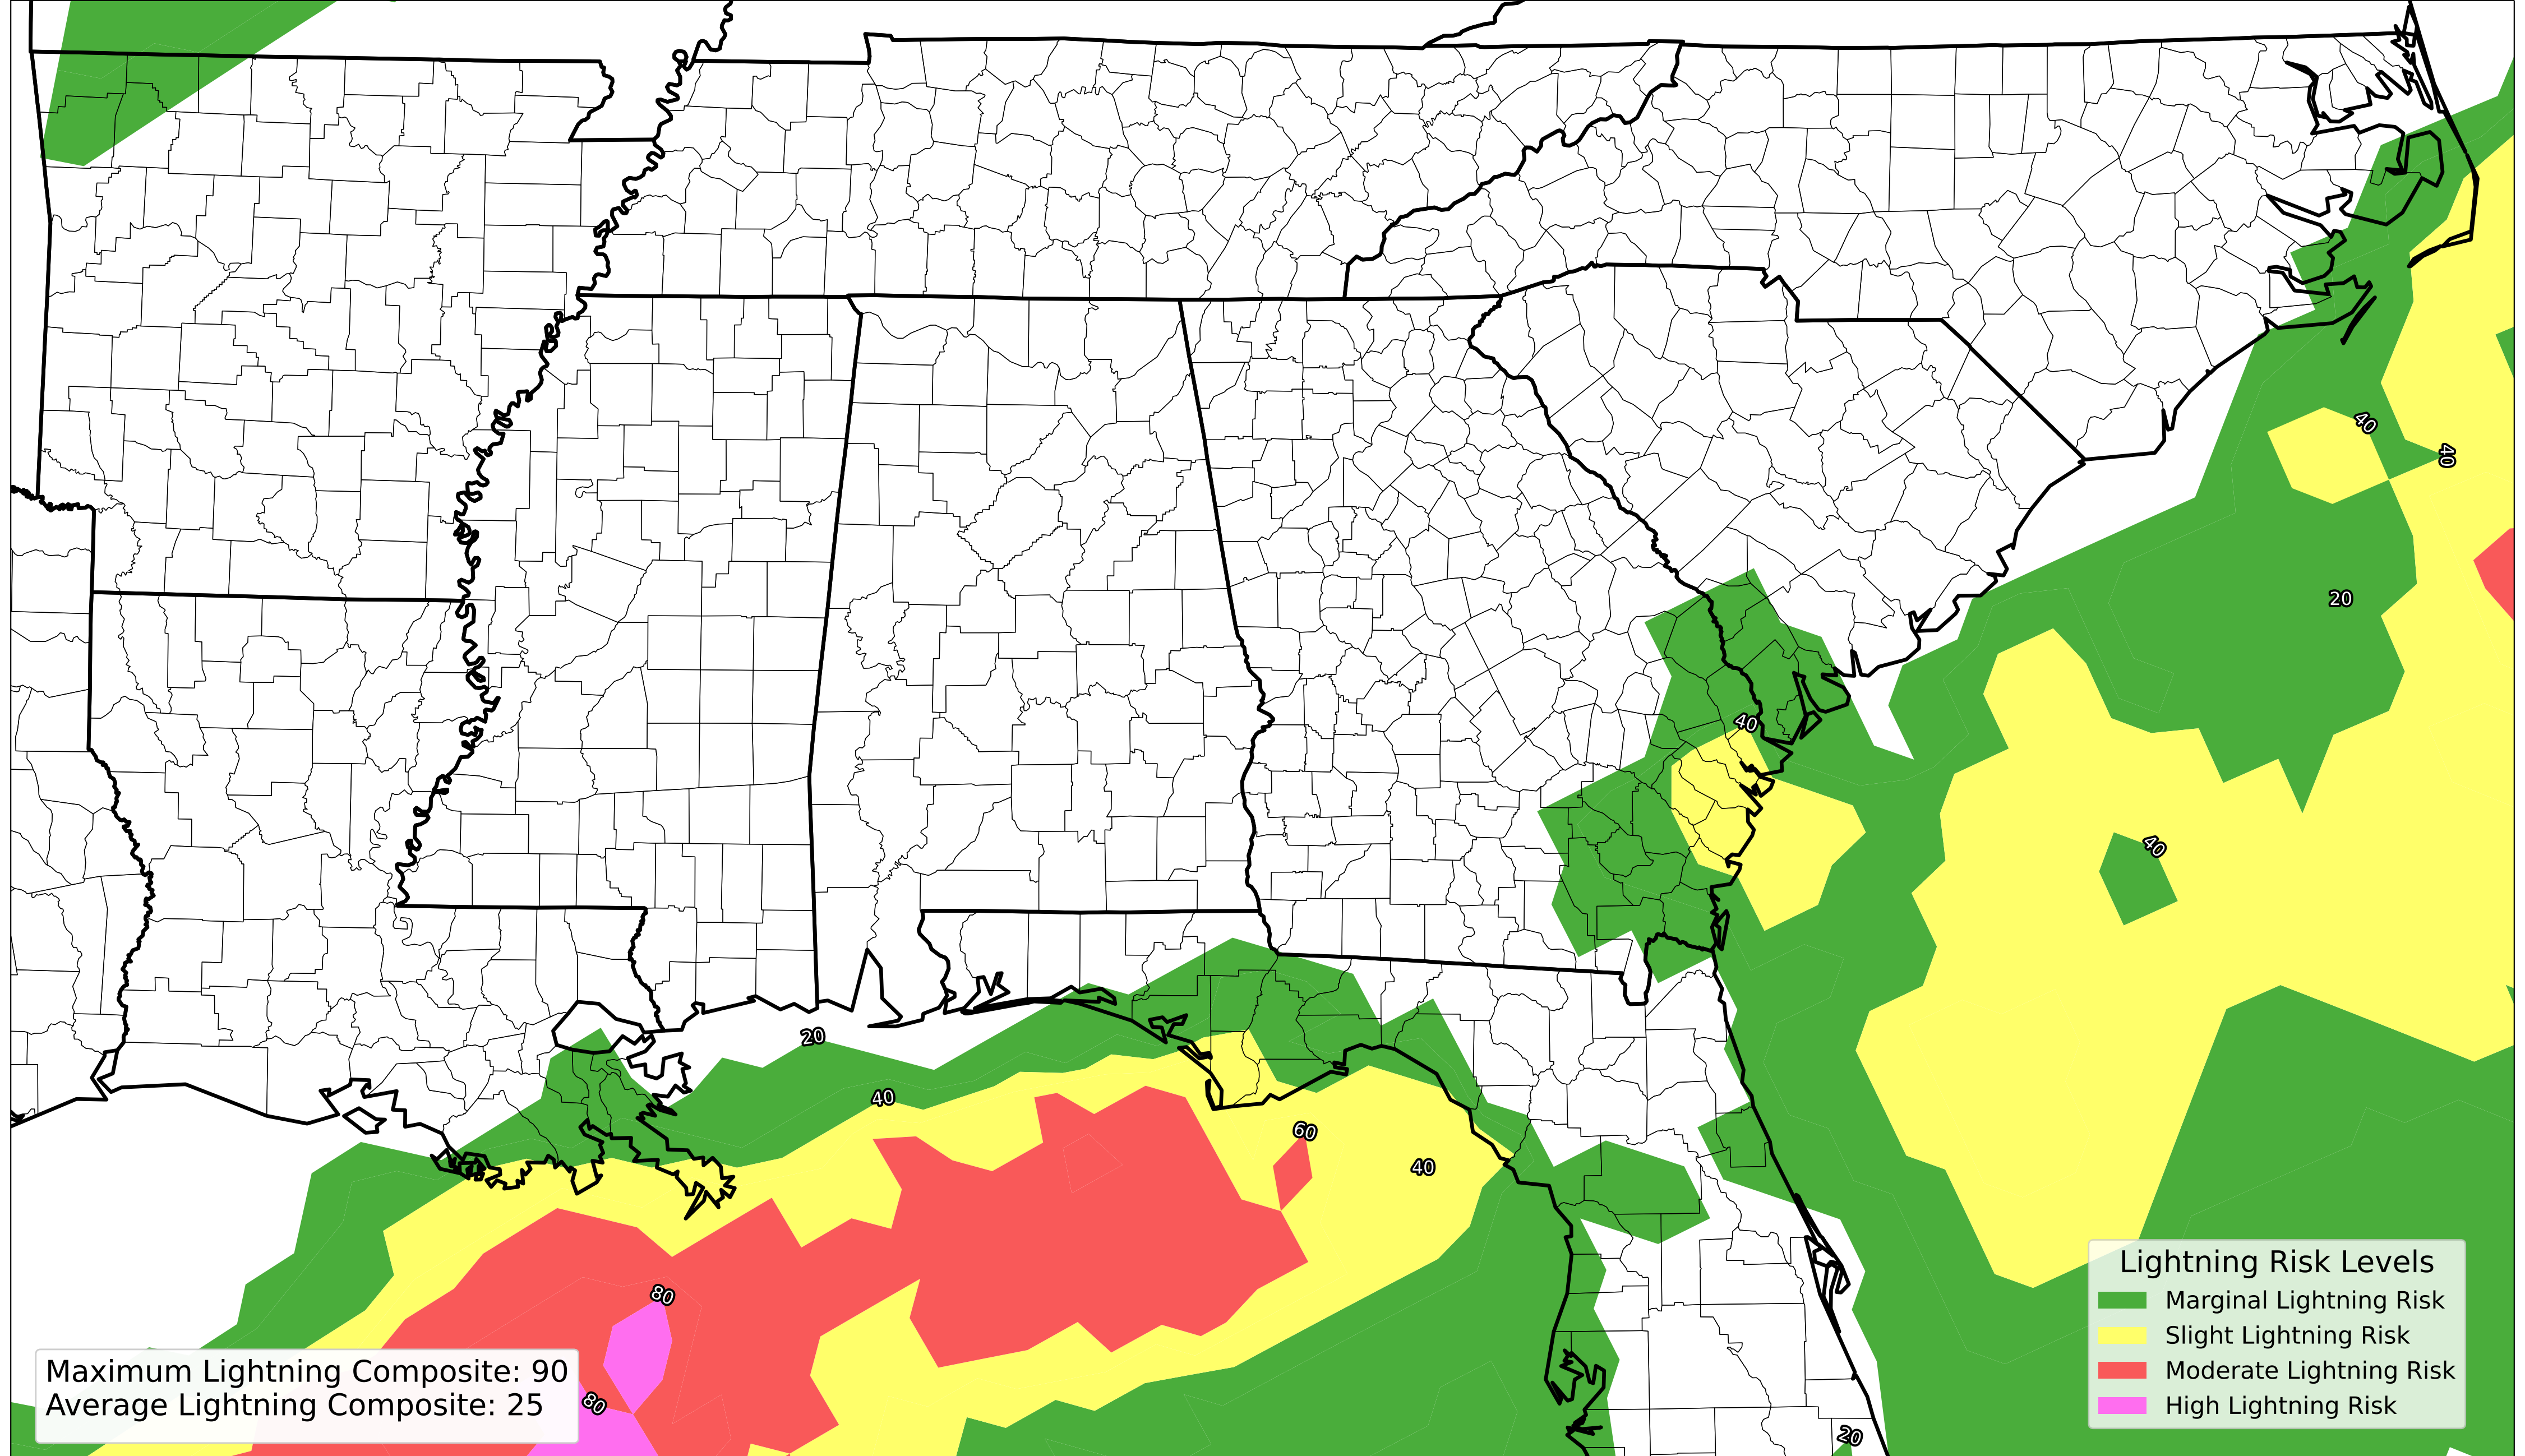 40
40
20
40
40
20
40
60
40
80
80
20
Maximum Lightning Composite: 90
Average Lightning Composite: 25
Lightning Risk Levels
Marginal Lightning Risk
Slight Lightning Risk
Moderate Lightning Risk
High Lightning Risk